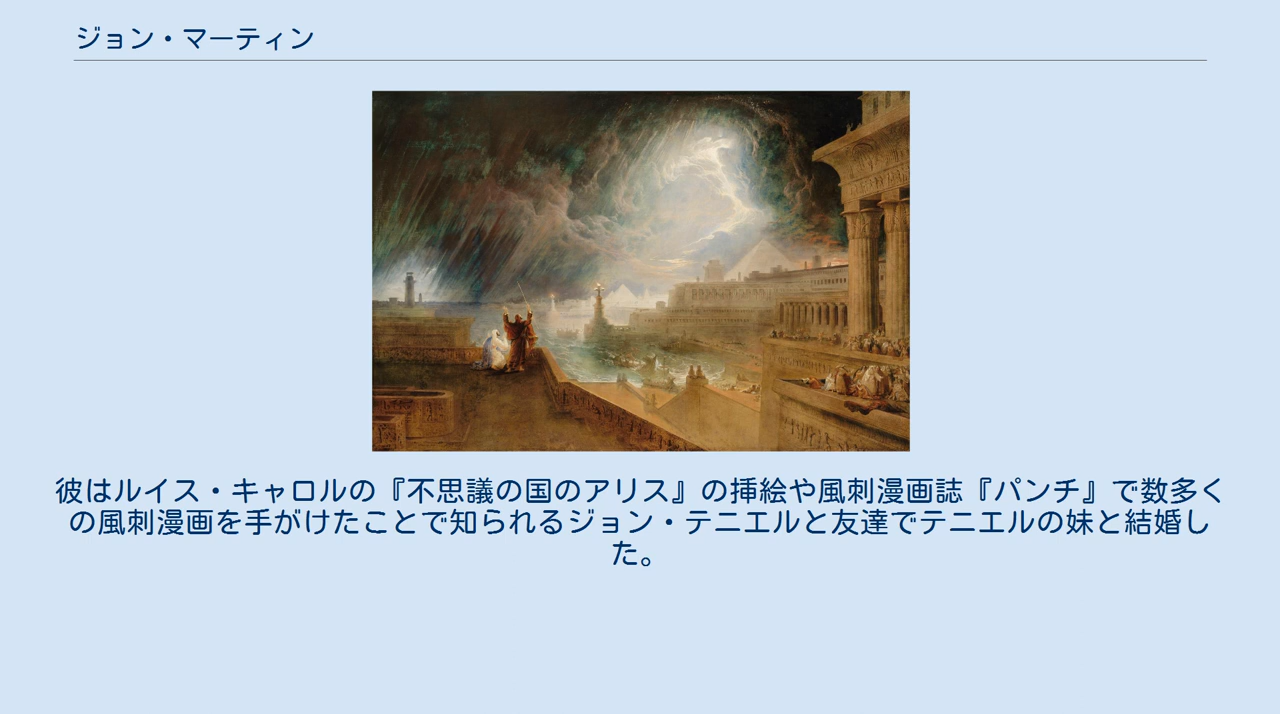 ジョン・マーティン
彼はルイス・キャロルの『不思議の国のアリス』の挿絵や風刺漫画誌『パンチ』で数多く
の風刺漫画を手がけたことで知られるジョン・テニエルと友達でテニエルの妹と結婚し
た。